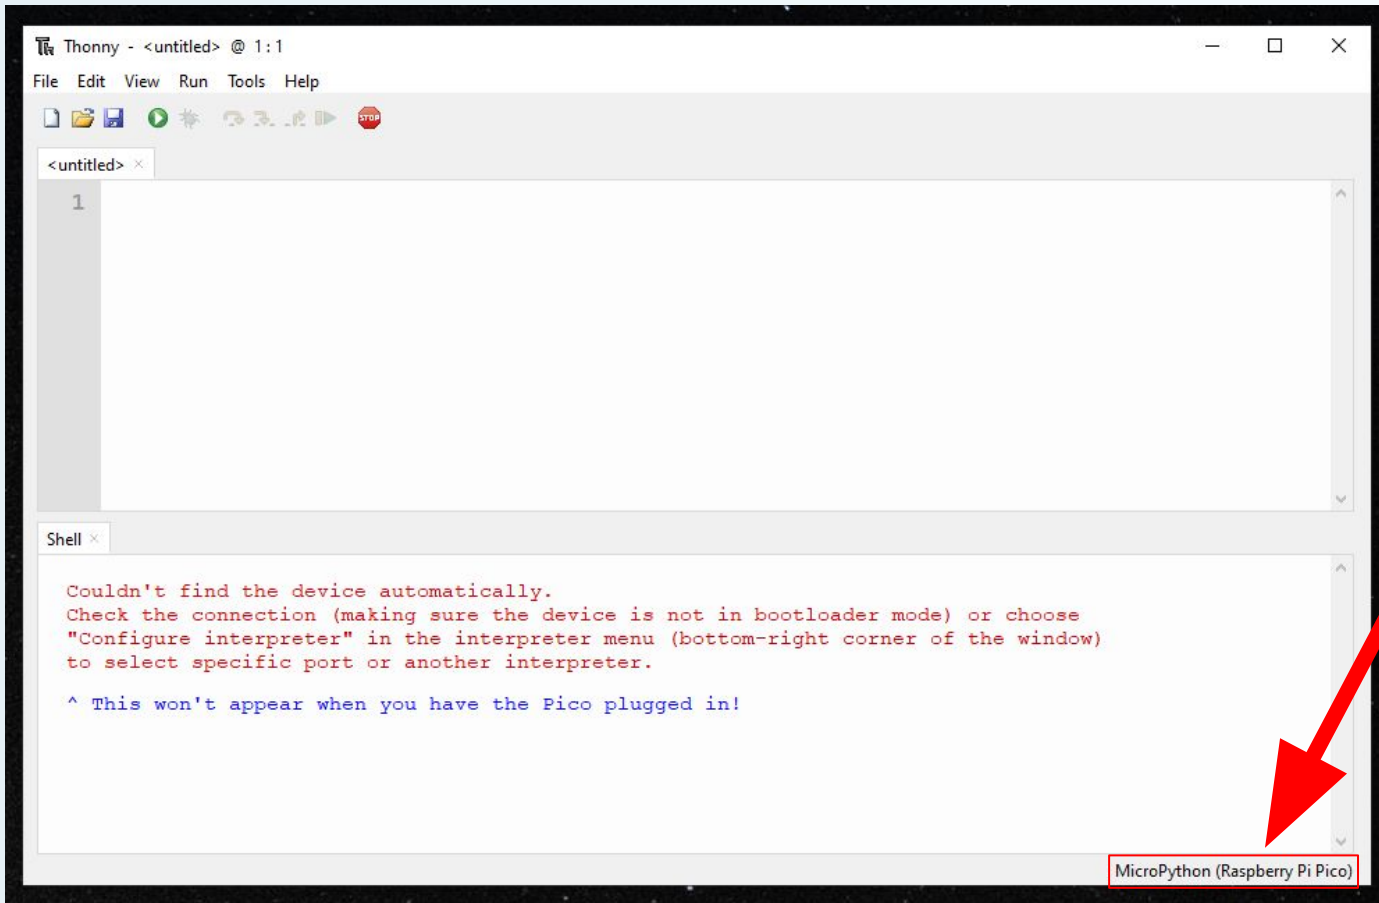 Thonny - <untitled> @ 1:1
File Edit View Run Tools Help
STOP
<untitled> ×
1
Shell ×
Couldn't find the device automatically.
Check the connection (making sure the device is not in bootloader mode) or choose
"Configure interpreter" in the interpreter menu (bottom-right corner of the window)
to select specific port or another interpreter.
^ This won't appear when you have the Pico plugged in!
MicroPython (Raspberry Pi Pico)